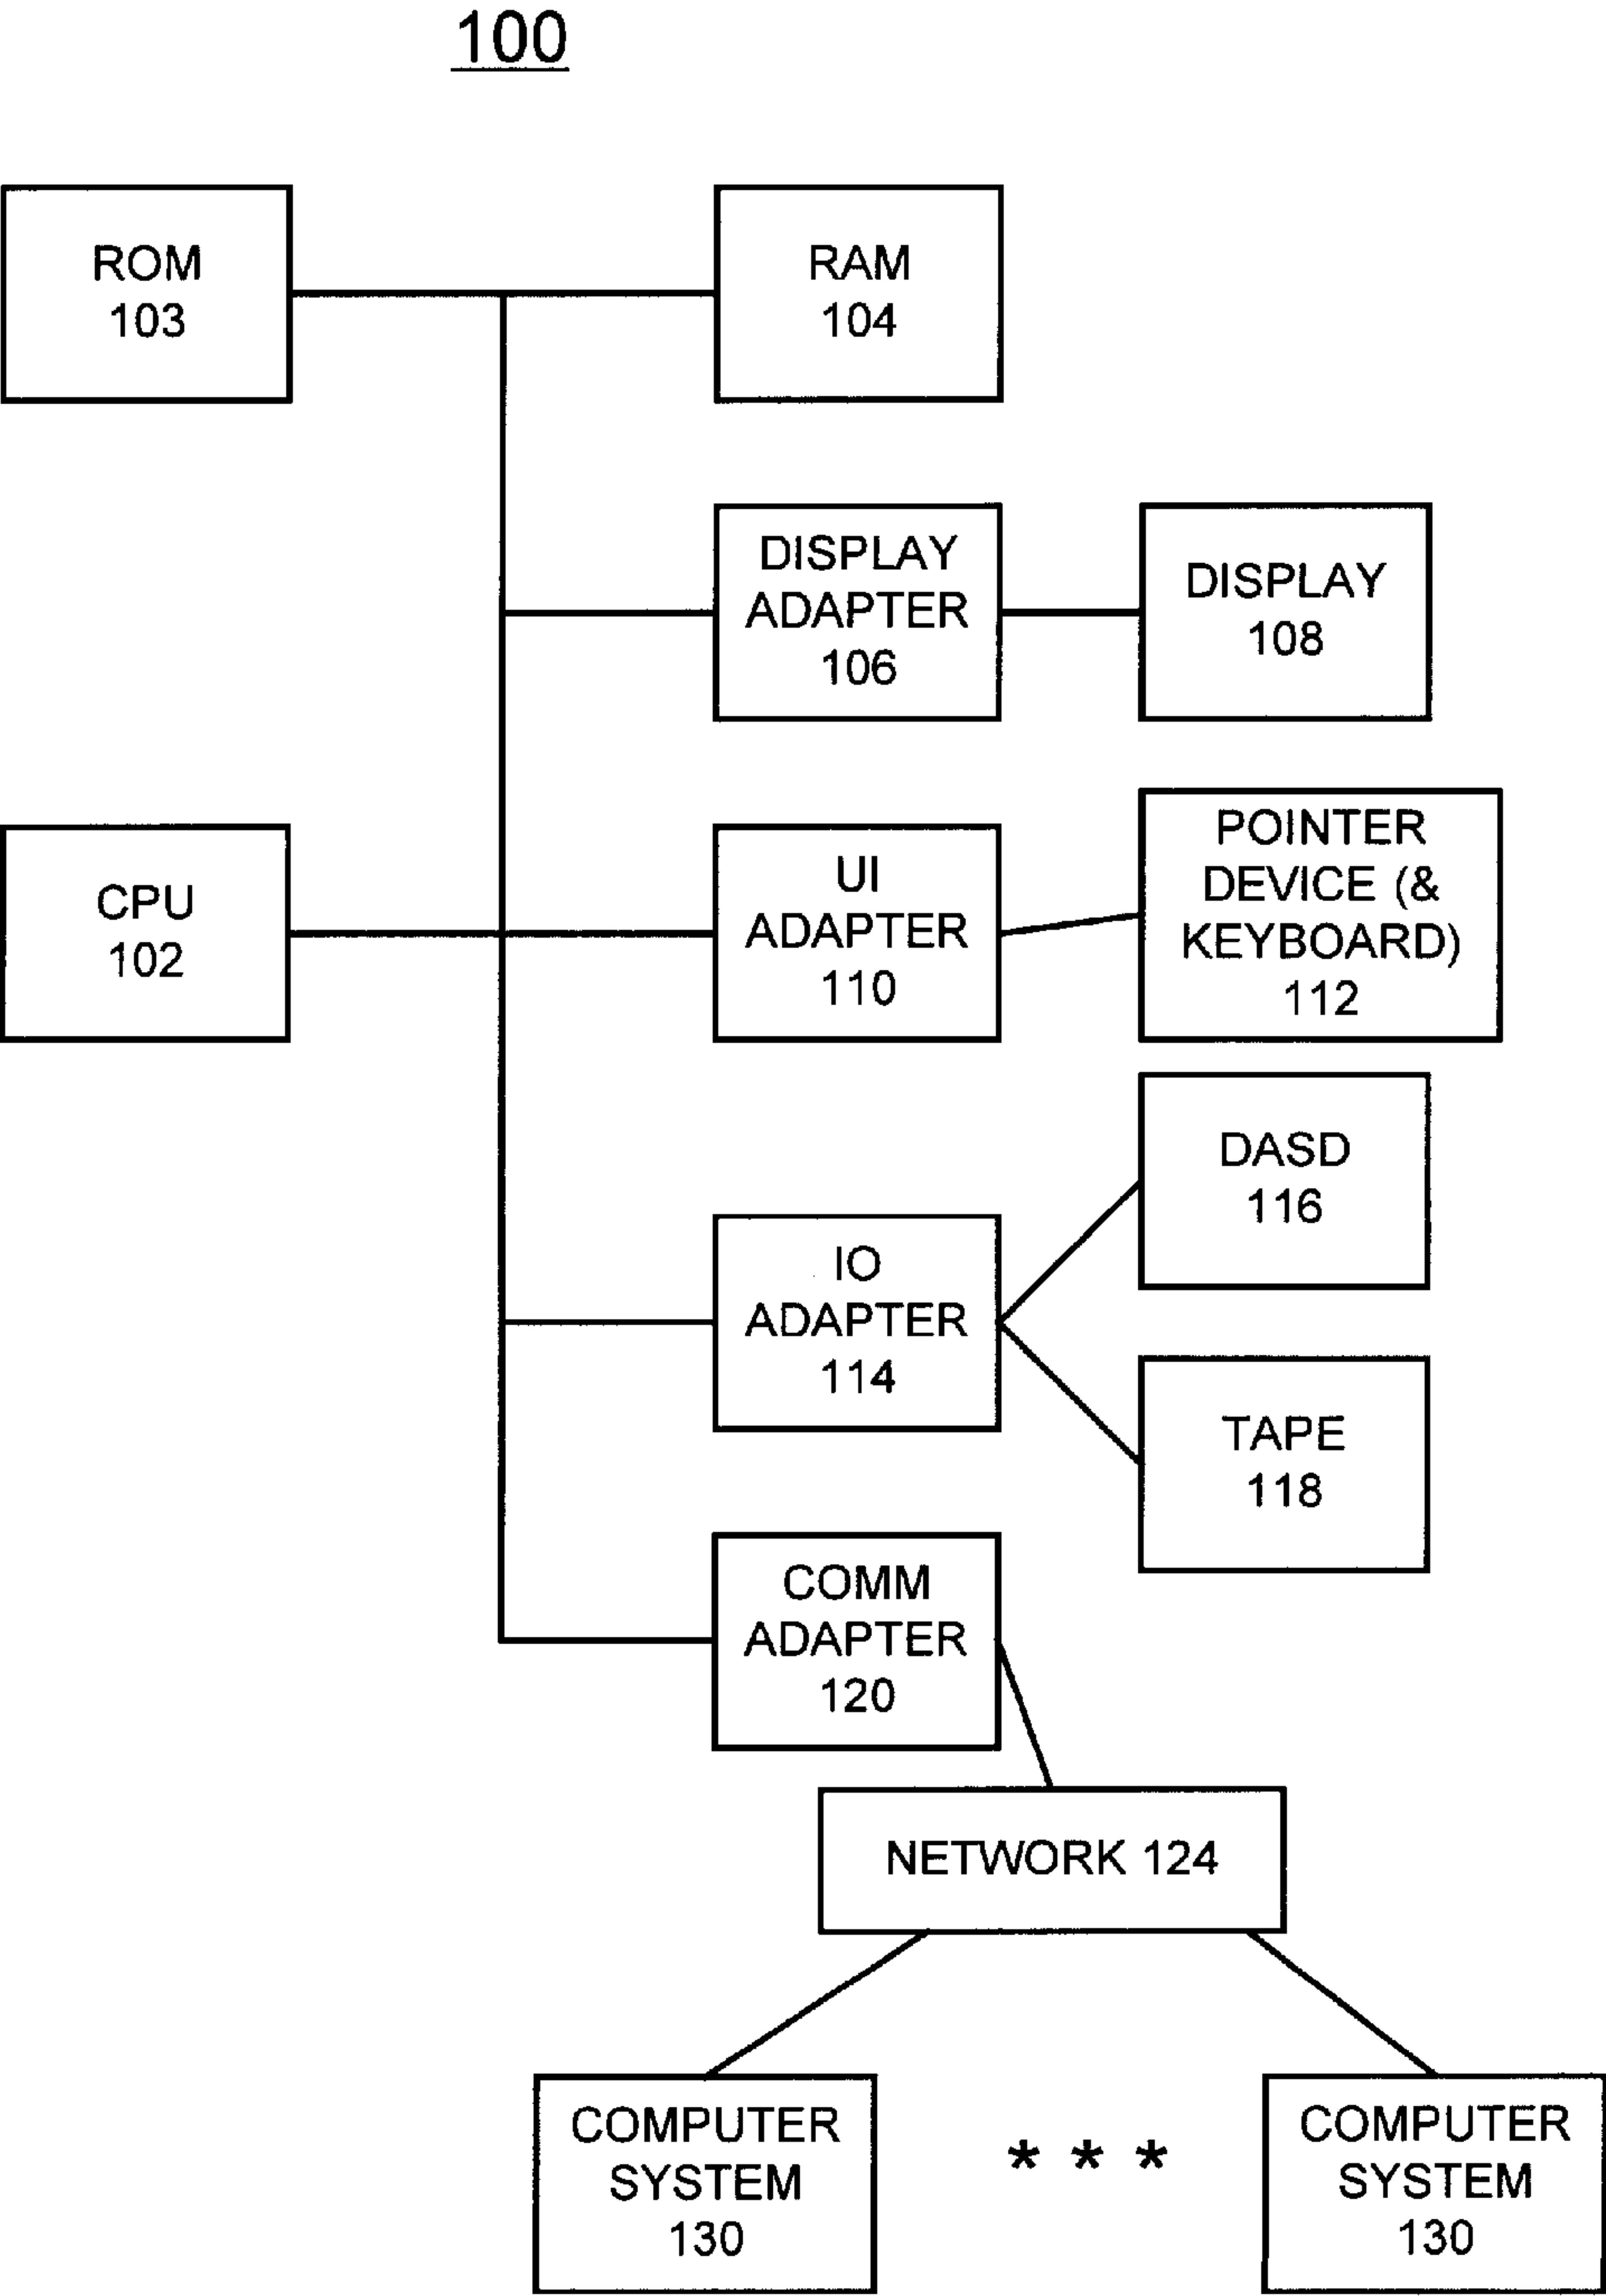 100
ROM
103
RAM
104
DISPLAY
ADAPTER
106
DISPLAY
108
CPU
102
UI
ADAPTER
110
POINTER
DEVICE (&
KEYBOARD)
112
DASD
116
IO
ADAPTER
114
TAPE
118
COMM
ADAPTER
120
NETWORK 124
COMPUTER
SYSTEM
130
* * *
COMPUTER
SYSTEM
130